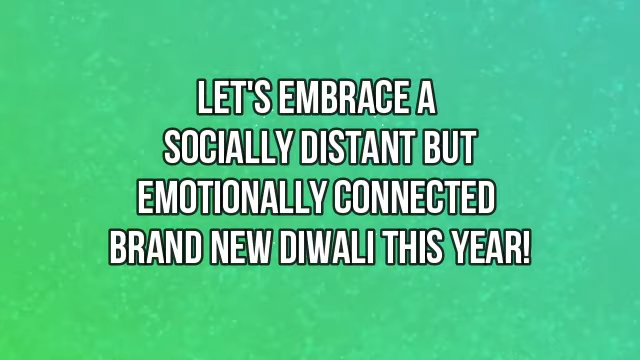 LET'S EMBRACE A
SOCIALLY DISTANT BUT
EMOTIONALLY CONNECTED
BRAND NEW DIWALI THIS YEAR!